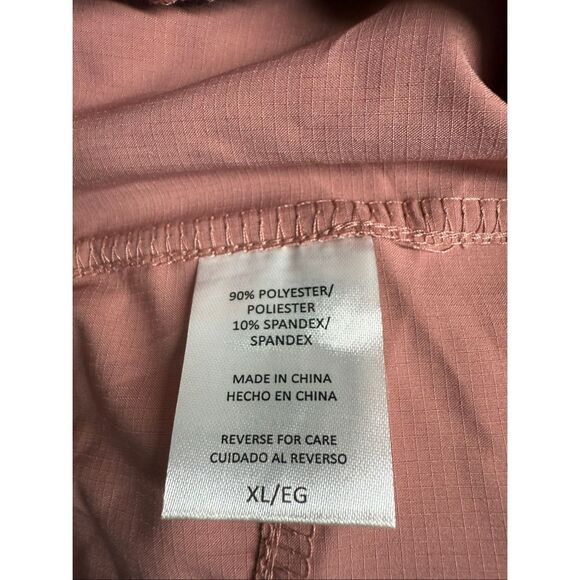 90% POLYESTER/
POLIESTER
10% SPANDEX/
SPANDEX
MADE IN CHINA
HECHO EN CHINA
REVERSE FOR CARE
CUIDADO AL REVERSO
XL/EG